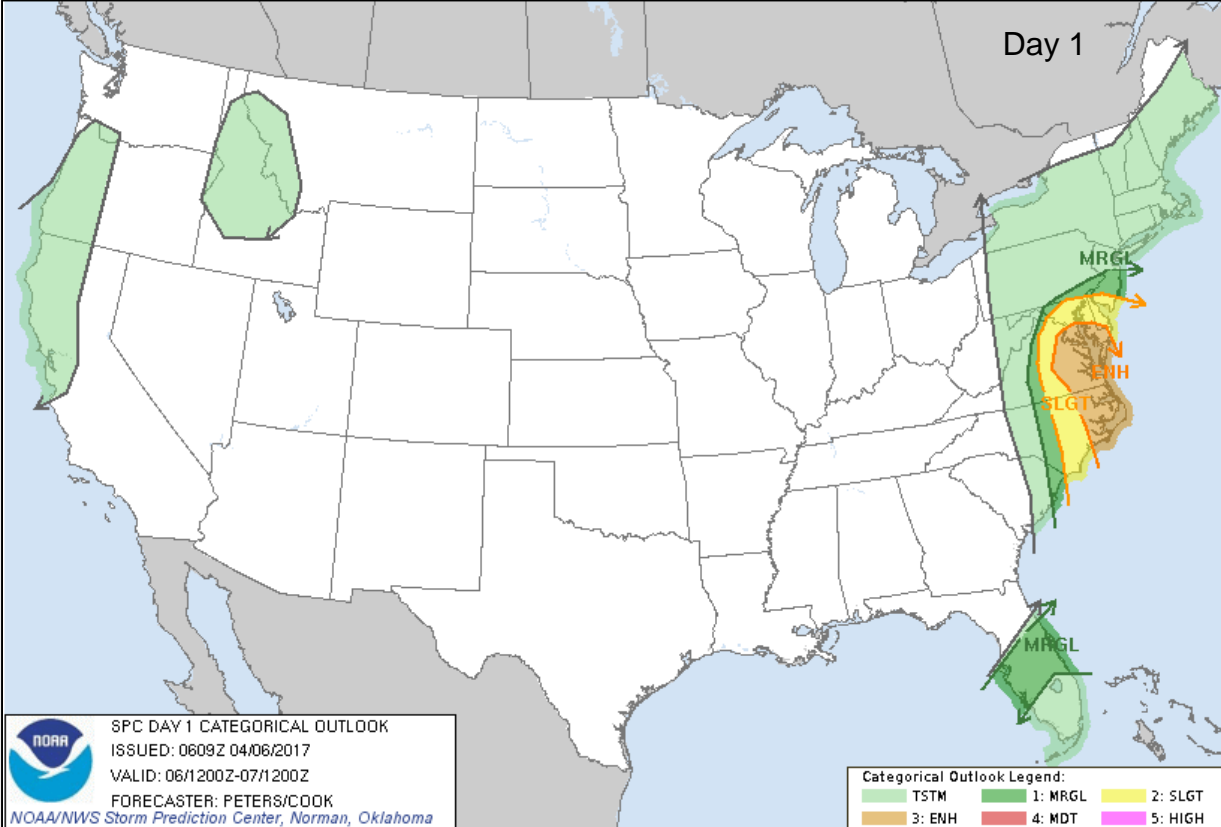 Day 1
MRGL
ENH
SLGT
MRGL
NOAA
SPC DAY 1 CATEGORICAL OUTLOOK
ISSUED: 0609Z 04/06/2017
VALID: 06/1200Z-07/1200Z
FORECASTER: PETERS/COOK
NOAA/NWS Storm Prediction Center, Norman, Oklahoma
Categorical Outlook Legend:
TSTM 1: MRGL 2: SLGT
3: ENH 4: MDT 5: HIGH